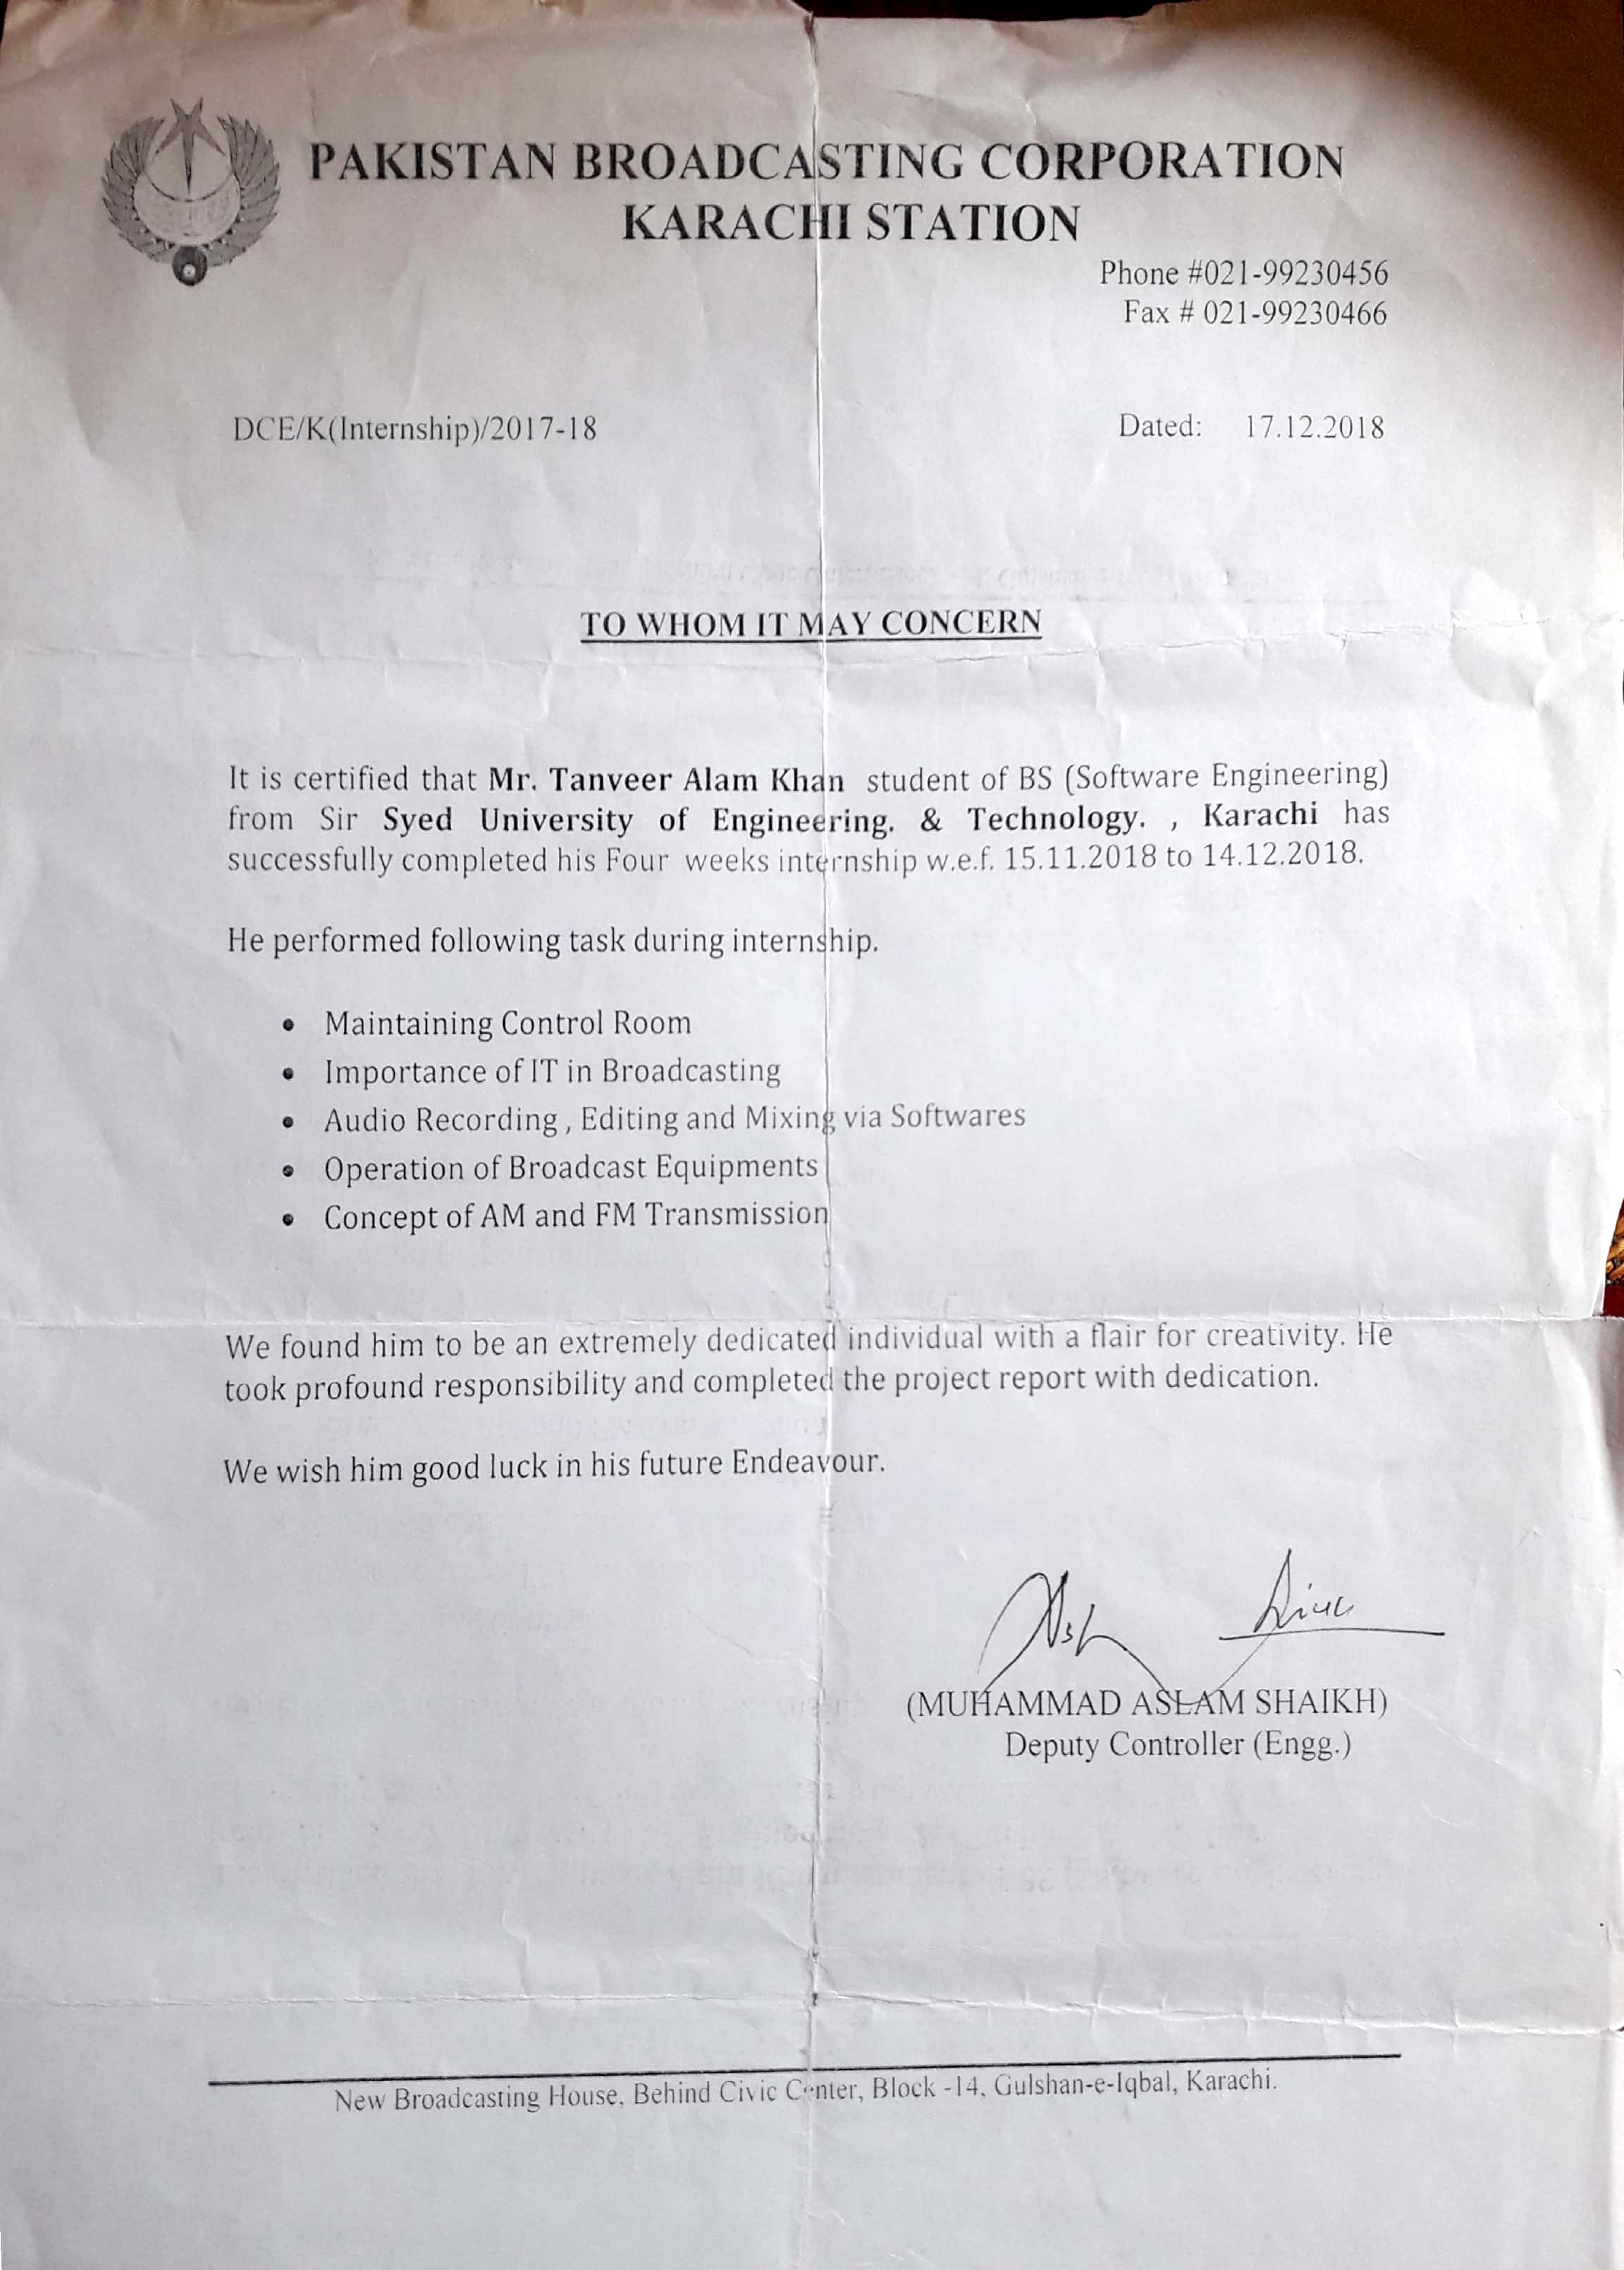 PAKISTAN BROADCASTING CORPORATION
KARACHI STATION
Phone #021-99230456
Fax # 021-99230466
DCE/K(Internship)/2017-18 Dated: 17.12.2018
TO WHOM IT MAY CONCERN
It is certified that Mr. Tanveer Alam Khan student of BS (Software Engineering)
from Sir Syed University of Engineering. & Technology. , Karachi has
successfully completed his Four weeks internship w.e.f. 15.11.2018 to 14.12.2018.
He performed following task during internship.
• Maintaining Control Room
• Importance of IT in Broadcasting
• Audio Recording , Editing and Mixing via Softwares
• Operation of Broadcast Equipments
• Concept of AM and FM Transmission
We found him to be an extremely dedicated individual with a flair for creativity. He
took profound responsibility and completed the project report with dedication.
We wish him good luck in his future Endeavour.
(MUHAMMAD ASLAM SHAIKH)
Deputy Controller (Engg.)
New Broadcasting House, Behind Civic Center, Block -14, Gulshan-e-Iqbal, Karachi.